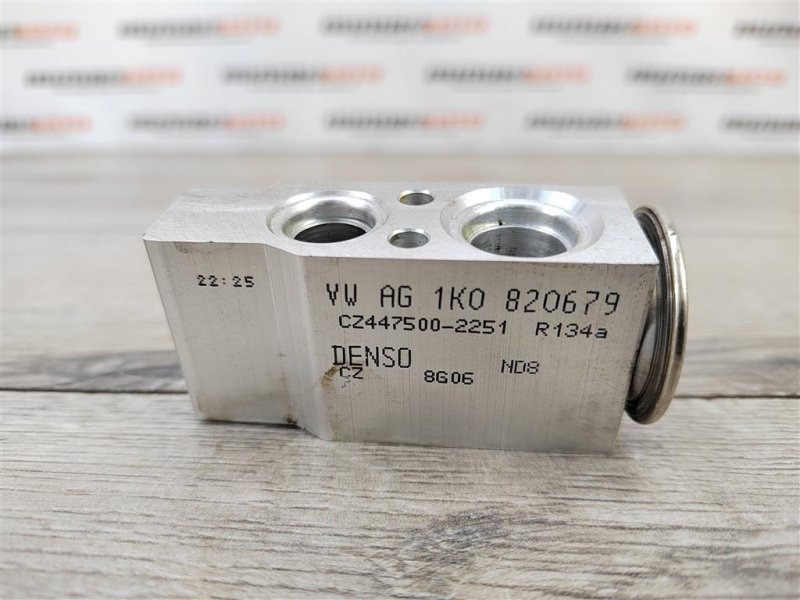 22:25
VW AG 1K0 820679
CZ447500-2251 R134a
DENSO
CZ 8G06 ND8